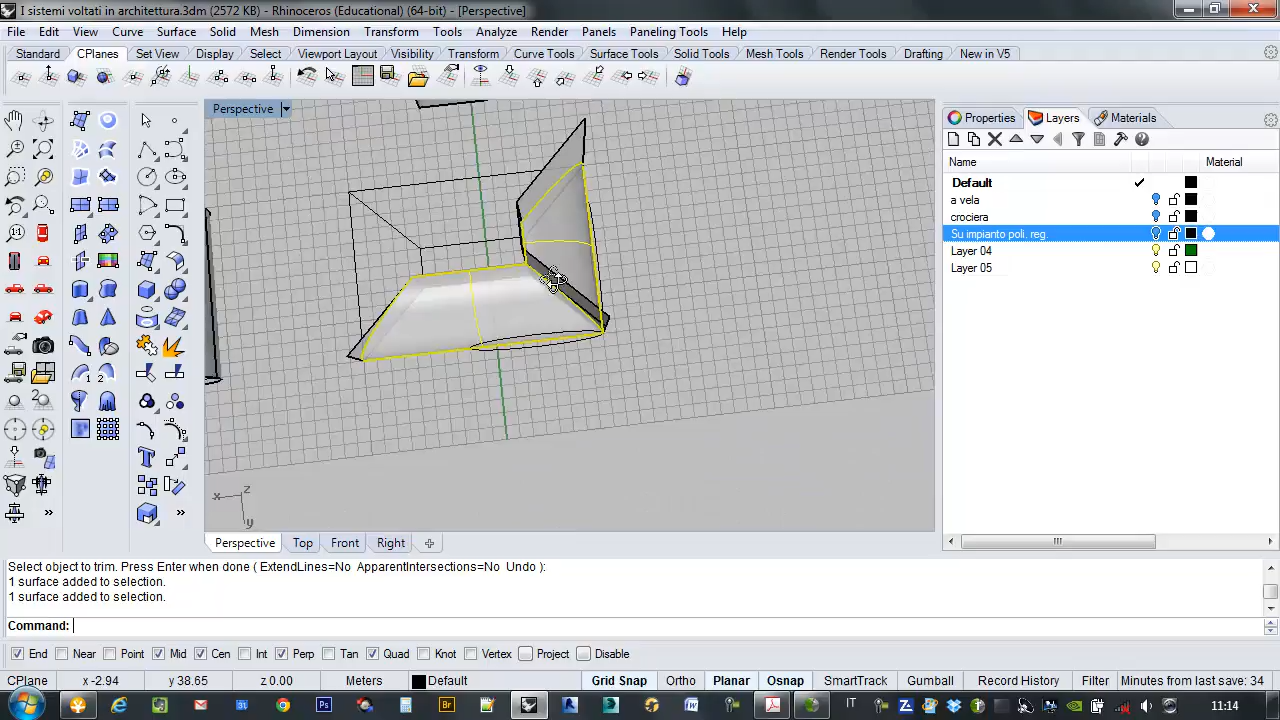 I sistemi voltati in architettura.3dm (2572 KB) - Rhinoceros (Educational) (64-bit) - [Perspective]
File Edit View Curve Surface Solid Mesh Dimension Transform Tools Analyze Render Panels Paneling Tools Help
Standard CPlanes Set View Display Select Viewport Layout Visibility Transform Curve Tools Surface Tools Solid Tools Mesh Tools Render Tools Drafting New in V5
Perspective
Properties Layers Materials
Name Material
Default
a vela
crociera
Su impianto poli. reg.
Layer 04
Layer 05
x z y
Perspective Top Front Right
Select object to trim. Press Enter when done ( ExtendLines=No ApparentIntersections=No Undo ):
1 surface added to selection.
1 surface added to selection.
Command:
End Near Point Mid Cen Int Perp Tan Quad Knot Vertex Project Disable
CPlane x -2.94 y 38.65 z 0.00 Meters Default Grid Snap Ortho Planar Osnap SmartTrack Gumball Record History Filter Minutes from last save: 34
IT 11:14